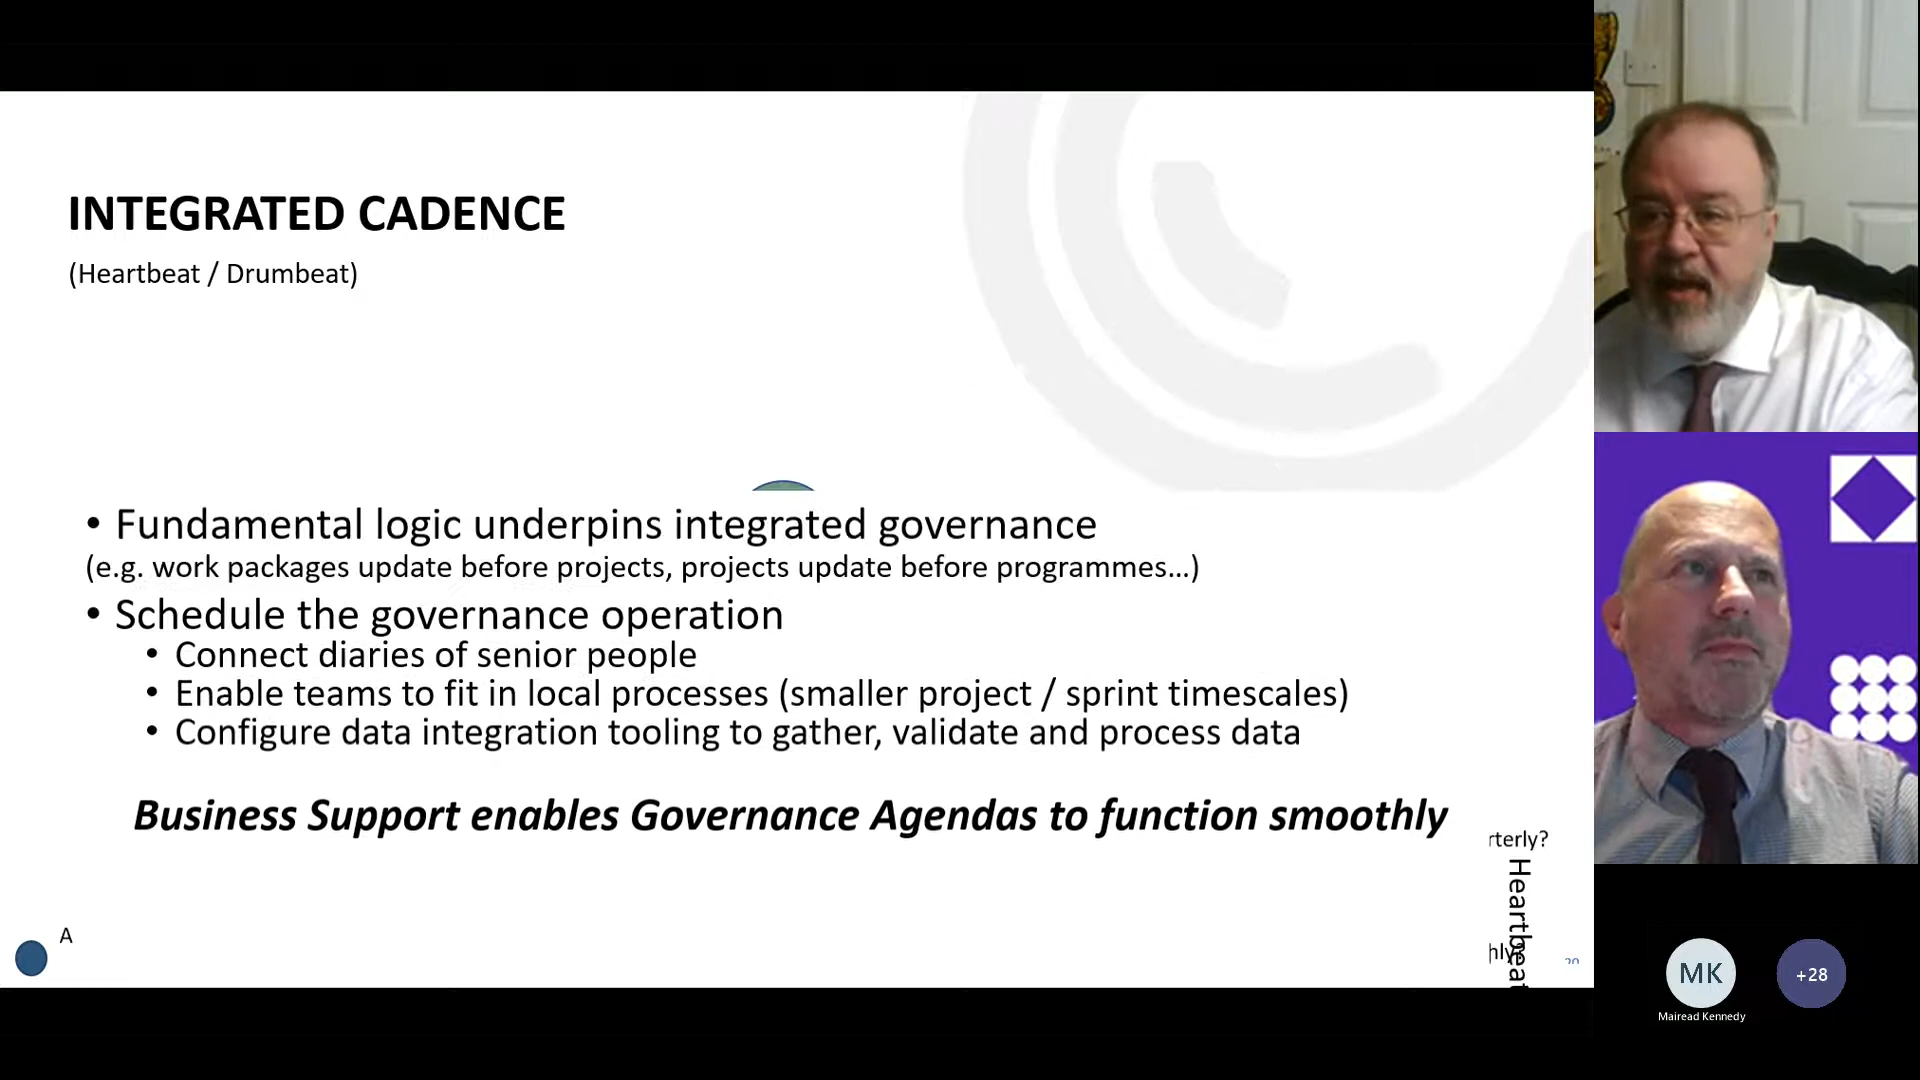 INTEGRATED CADENCE
(Heartbeat / Drumbeat)
• Fundamental logic underpins integrated governance
(e.g. work packages update before projects, projects update before programmes...)
• Schedule the governance operation
• Connect diaries of senior people
• Enable teams to fit in local processes (smaller project / sprint timescales)
• Configure data integration tooling to gather, validate and process data
Business Support enables Governance Agendas to function smoothly
rterly?
Heartbeat
A
20
MK
+28
Mairead Kennedy